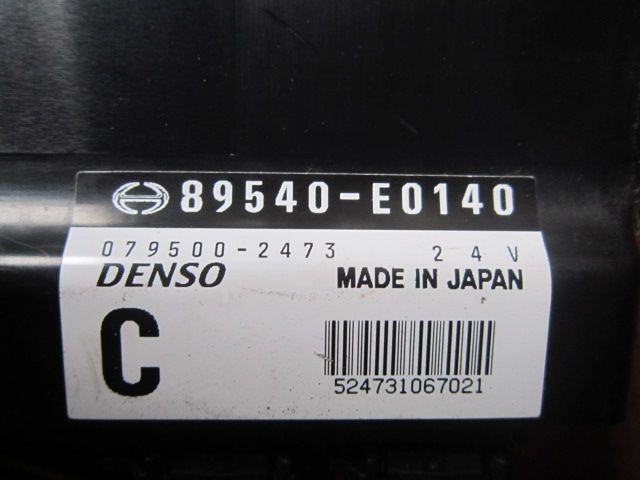 89540-E0140
079500-2473 24V
DENSO MADE IN JAPAN
C
524731067021